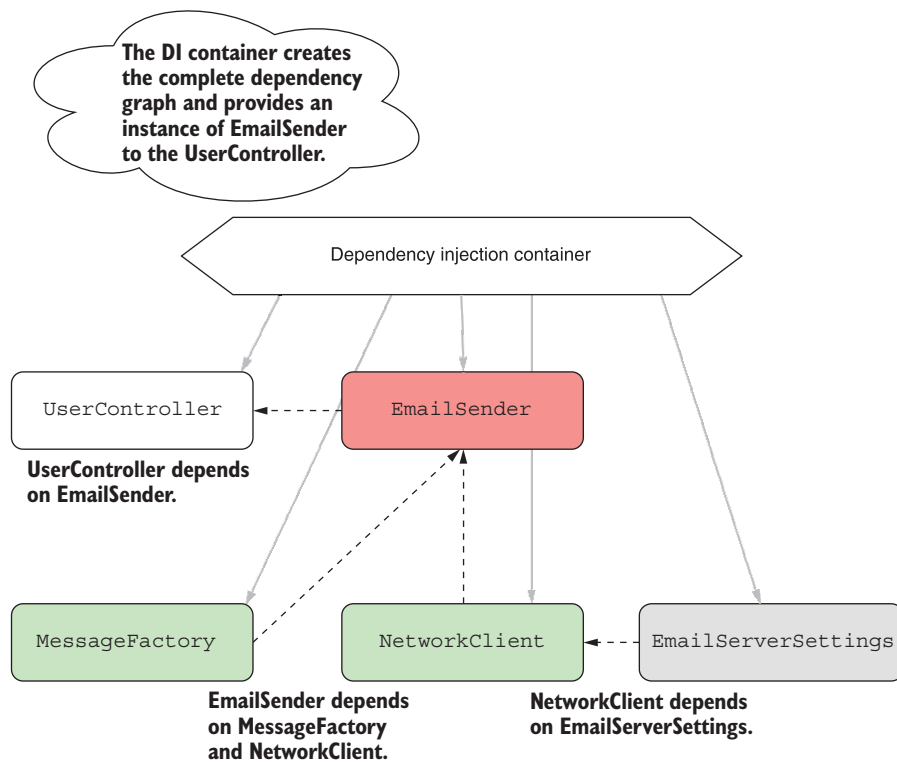 The DI container creates
the complete dependency
graph and provides an
instance of EmailSender
to the UserController.
Dependency injection container
UserController
EmailSender
UserController depends
on EmailSender.
MessageFactory
NetworkClient
EmailServerSettings
EmailSender depends
on MessageFactory
and NetworkClient.
NetworkClient depends
on EmailServerSettings.